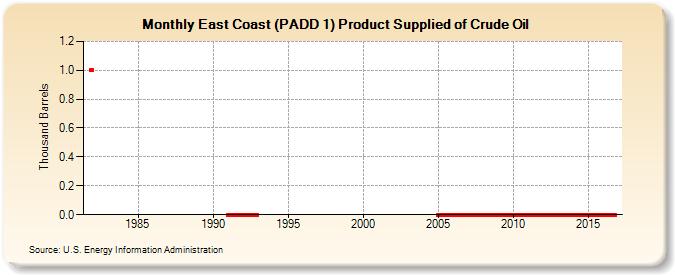 Monthly East Coast (PADD 1) Product Supplied of Crude Oil
Thousand Barrels
1.2
1.0
0.8
0.6
0.4
0.2
0.0
1985 1990 1995 2000 2005 2010 2015
Source: U.S. Energy Information Administration